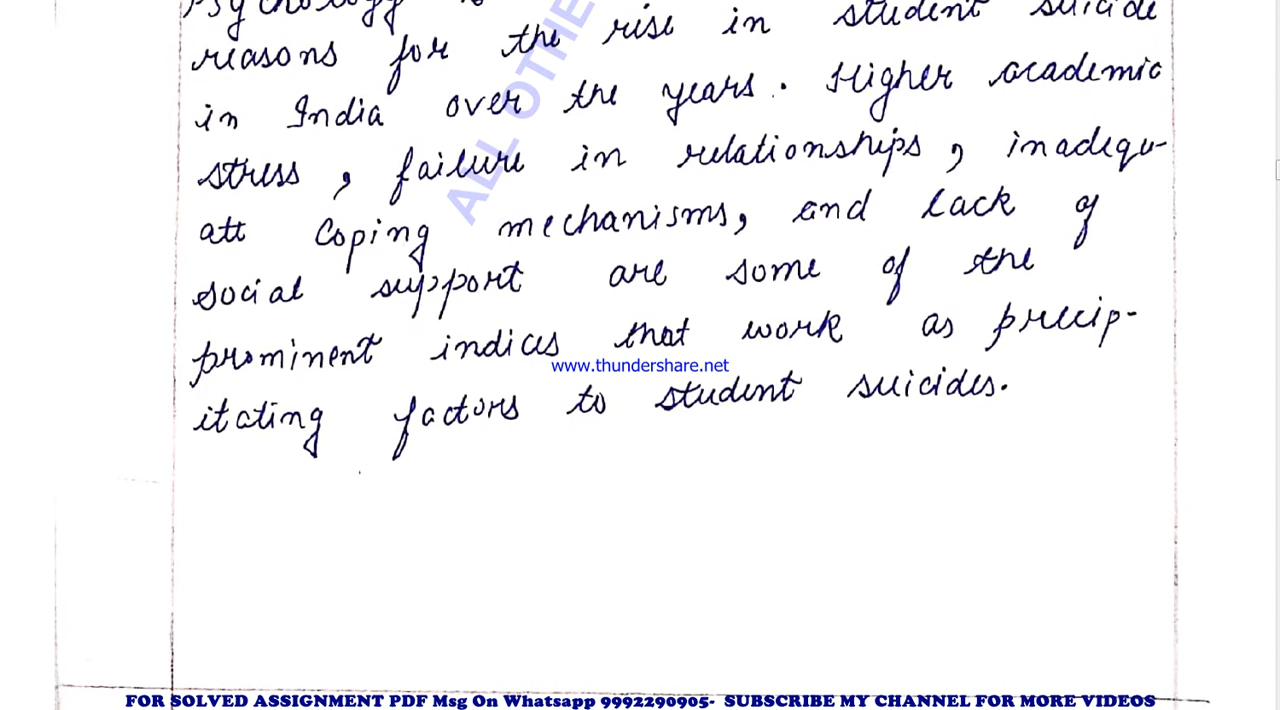 Psychology
reasons for the rise in student suicide
in India over the years. Higher academic
stress, failure in relationships, inadequ-
ate Coping mechanisms, and lack of
social support are some of the
prominent indices that work as precip-
itating factors to student suicides.
ALL OTHE
www.thundershare.net
FOR SOLVED ASSIGNMENT PDF Msg On Whatsapp 9992290905- SUBSCRIBE MY CHANNEL FOR MORE VIDEOS